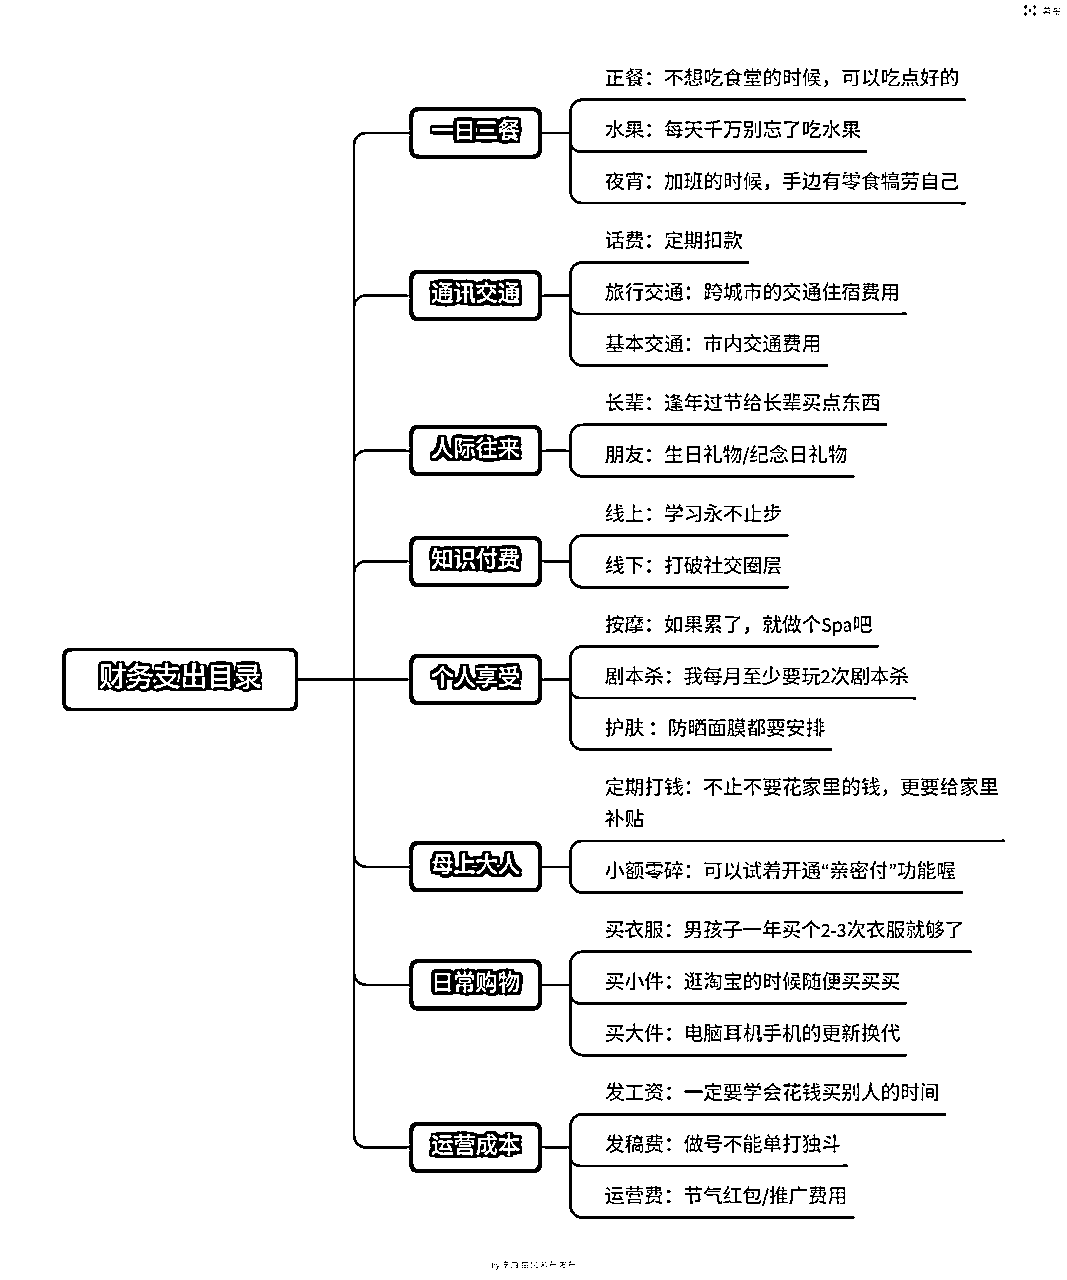 财务支出目录
一日三餐
正餐：不想吃食堂的时候，可以吃点好的
水果：每天千万别忘了吃水果
夜宵：加班的时候，手边有零食犒劳自己
通讯交通
话费：定期扣款
旅行交通：跨城市的交通住宿费用
基本交通：市内交通费用
人际往来
长辈：逢年过节给长辈买点东西
朋友：生日礼物/纪念日礼物
知识付费
线上：学习永不止步
线下：打破社交圈层
个人享受
按摩：如果累了，就做个Spa吧
剧本杀：我每月至少要玩2次剧本杀
护肤：防晒面膜都要安排
母上大人
定期打钱：不止不要花家里的钱，更要给家里
补贴
小额零碎：可以试着开通“亲密付”功能喔
日常购物
买衣服：男孩子一年买个2-3次衣服就够了
买小件：逛淘宝的时候随便买买买
买大件：电脑耳机手机的更新换代
运营成本
发工资：一定要学会花钱买别人的时间
发稿费：做号不能单打独斗
运营费：节气红包/推广费用